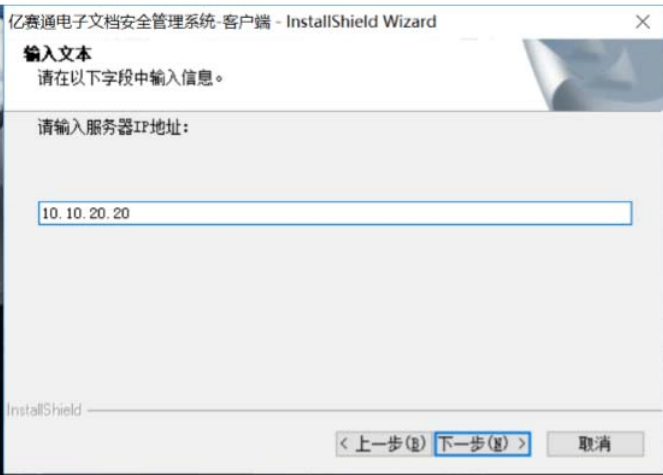 亿赛通电子文档安全管理系统-客户端 - InstallShield Wizard
输入文本
请在以下字段中输入信息。
请输入服务器IP地址：
10.10.20.20
InstallShield
< 上一步(B) 下一步(N) > 取消